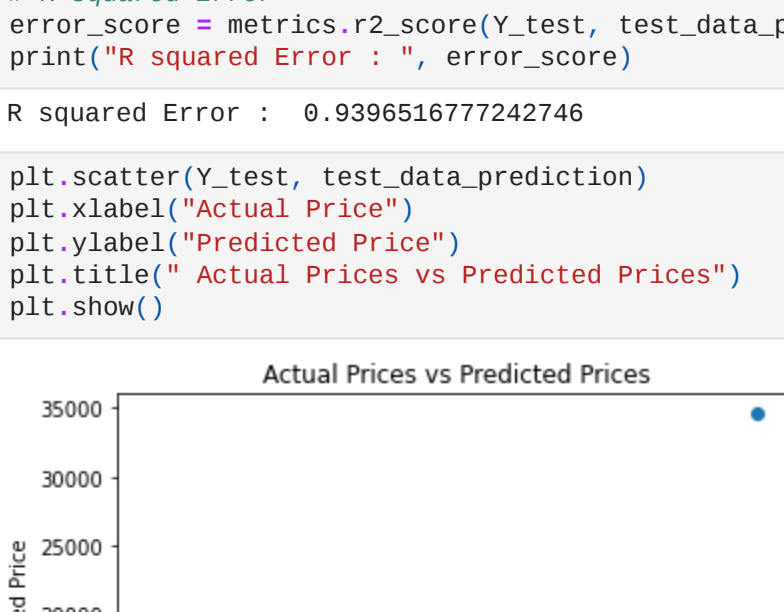 error_score = metrics.r2_score(Y_test, test_data_p
print("R squared Error : ", error_score)
R squared Error :  0.9396516777242746
plt.scatter(Y_test, test_data_prediction)
plt.xlabel("Actual Price")
plt.ylabel("Predicted Price")
plt.title(" Actual Prices vs Predicted Prices")
plt.show()
Actual Prices vs Predicted Prices
35000
30000
25000
ed Price